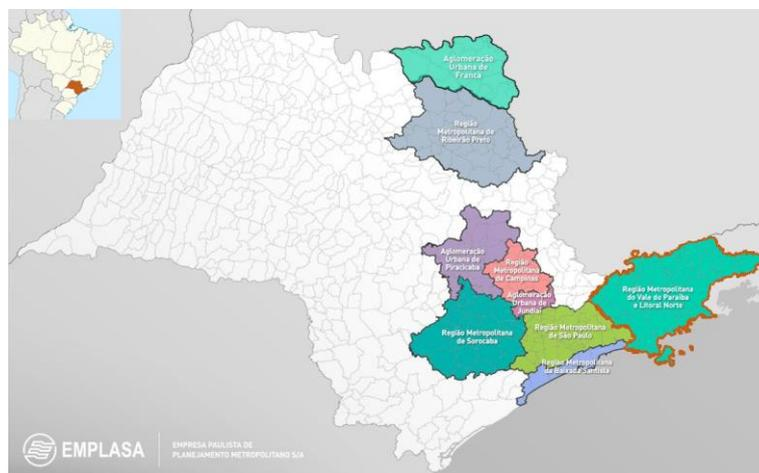 Aglomeração
Urbana de
Franca
Região
Metropolitana de
Ribeirão Preto
Aglomeração
Urbana de
Piracicaba
Região
Metropolitana
de Campinas
Aglomeração
Urbana de
Jundiaí
Região Metropolitana
do Vale do Paraíba
e Litoral Norte
Região Metropolitana
de Sorocaba
Região Metropolitana
de São Paulo
Região Metropolitana
da Baixada Santista
EMPLASA
EMPRESA PAULISTA DE
PLANEJAMENTO METROPOLITANO S/A